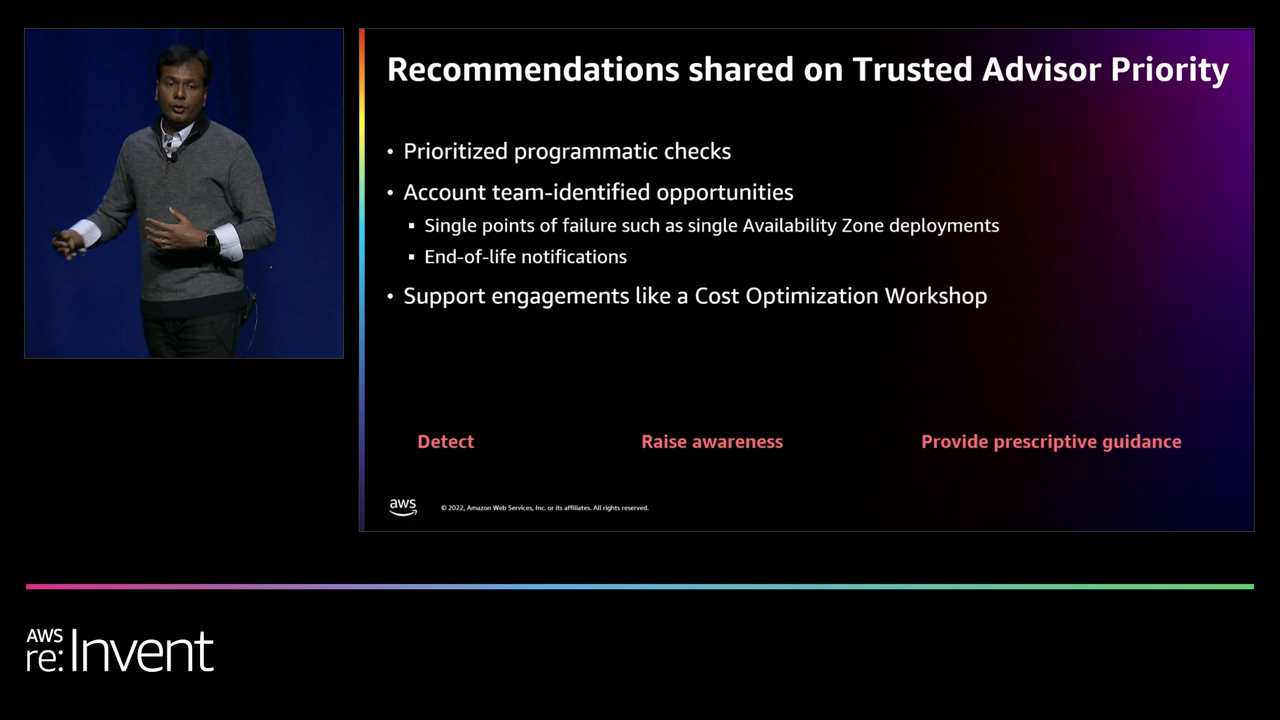 Recommendations shared on Trusted Advisor Priority
• Prioritized programmatic checks
• Account team-identified opportunities
▪ Single points of failure such as single Availability Zone deployments
▪ End-of-life notifications
• Support engagements like a Cost Optimization Workshop
Detect
Raise awareness
Provide prescriptive guidance
aws
© 2022, Amazon Web Services, Inc. or its affiliates. All rights reserved.
AWS
re:Invent